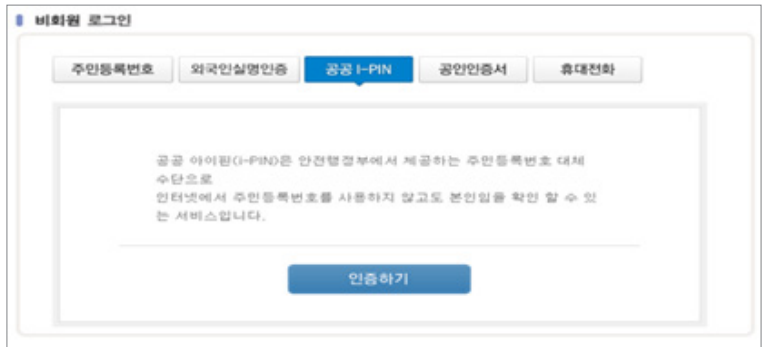 비회원 로그인
주민등록번호 외국인실명인증 공공 I-PIN 공인인증서 휴대전화
공공 아이핀(i-PIN)은 안전행정부에서 제공하는 주민등록번호 대체
수단으로
인터넷에서 주민등록번호를 사용하지 않고도 본인임을 확인 할 수 있
는 서비스입니다.
인증하기